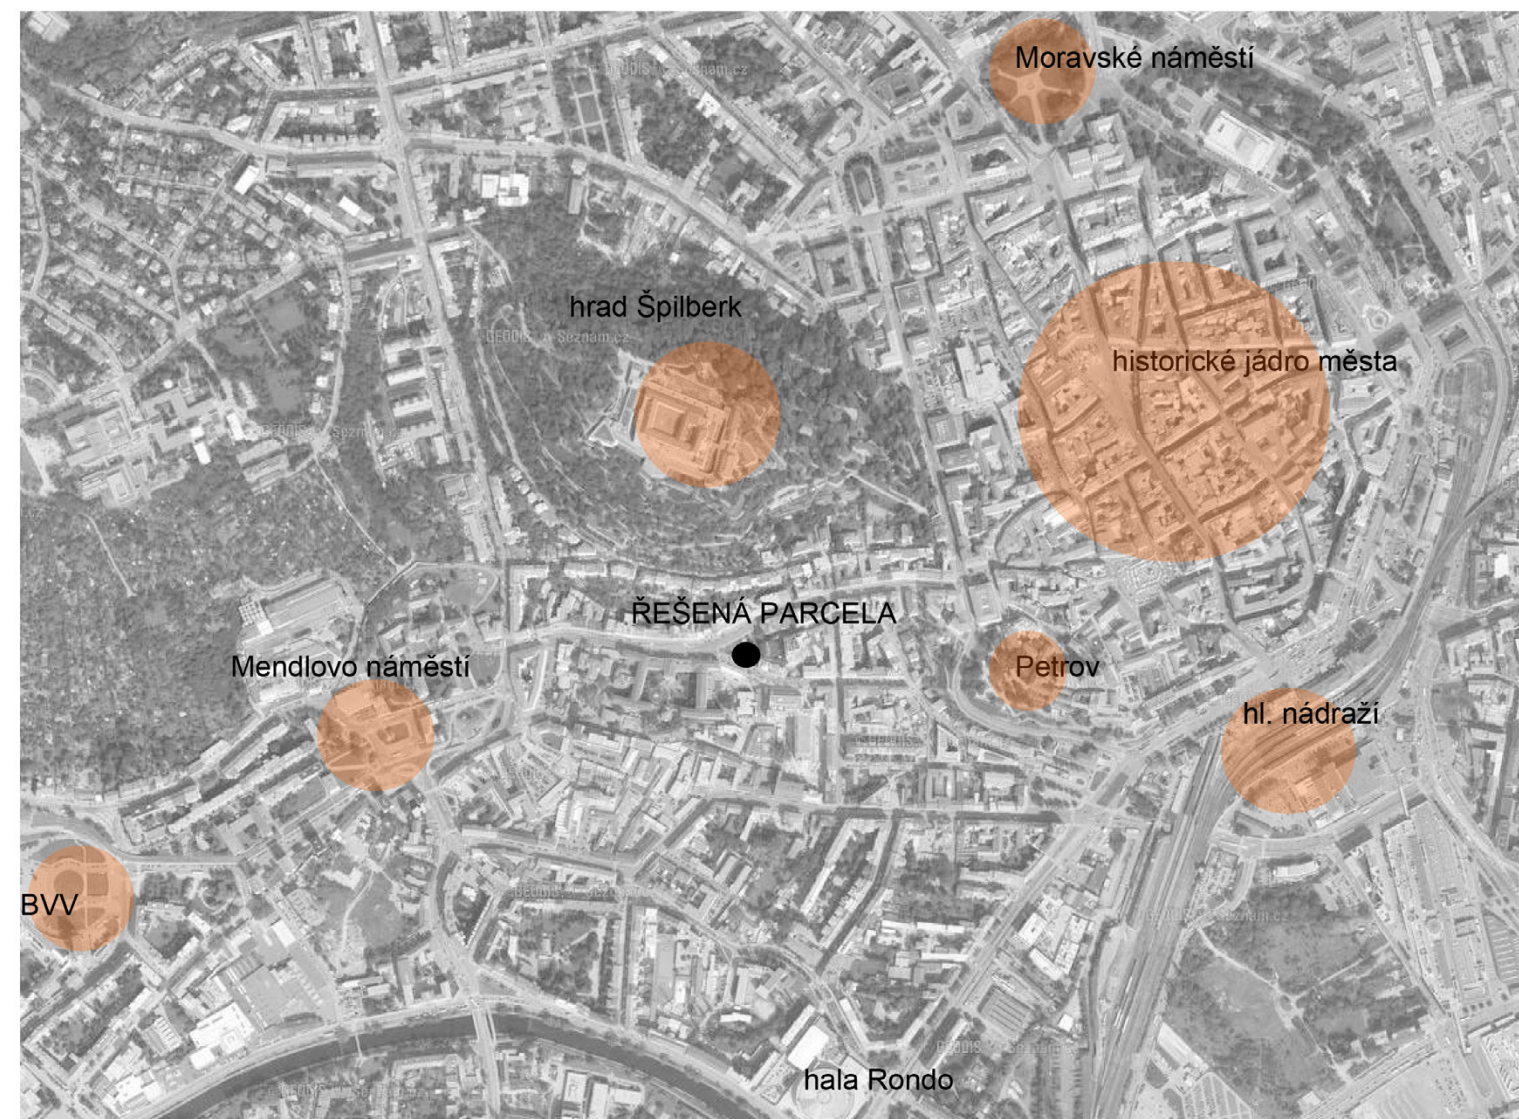 Moravské náměstí
hrad Špilberk
historické jádro města
ŘEŠENÁ PARCELA
Mendlovo náměstí
Petrov
hl. nádraží
BVV
hala Rondo